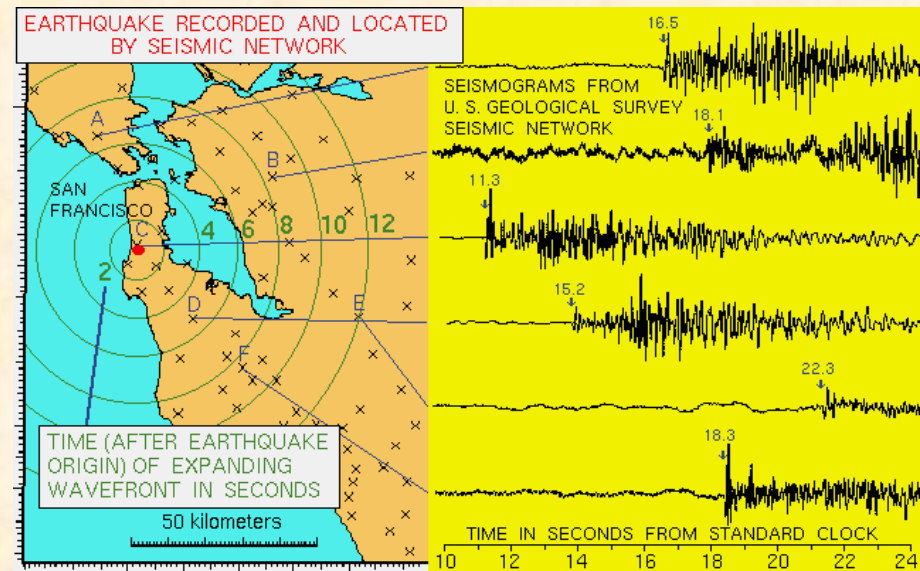 EARTHQUAKE RECORDED AND LOCATED
BY SEISMIC NETWORK
16.5
SEISMOGRAMS FROM
U. S. GEOLOGICAL SURVEY
SEISMIC NETWORK
18.1
A
B
SAN
FRANCISCO
C
11.3
2
4
6
8
10
12
D
E
15.2
F
22.3
TIME (AFTER EARTHQUAKE
ORIGIN) OF EXPANDING
WAVEFRONT IN SECONDS
18.3
50 kilometers
TIME IN SECONDS FROM STANDARD CLOCK
10 12 14 16 18 20 22 24